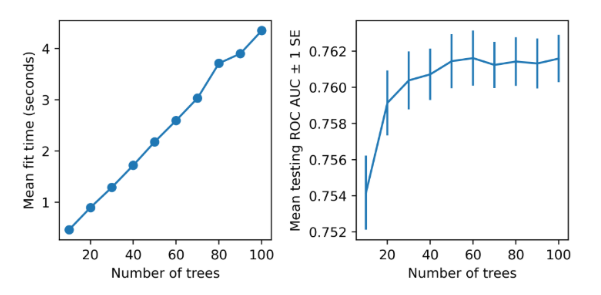 Mean fit time (seconds)
4
3
2
1
20 40 60 80 100
Number of trees
Mean testing ROC AUC ± 1 SE
0.762
0.760
0.758
0.756
0.754
0.752
20 40 60 80 100
Number of trees